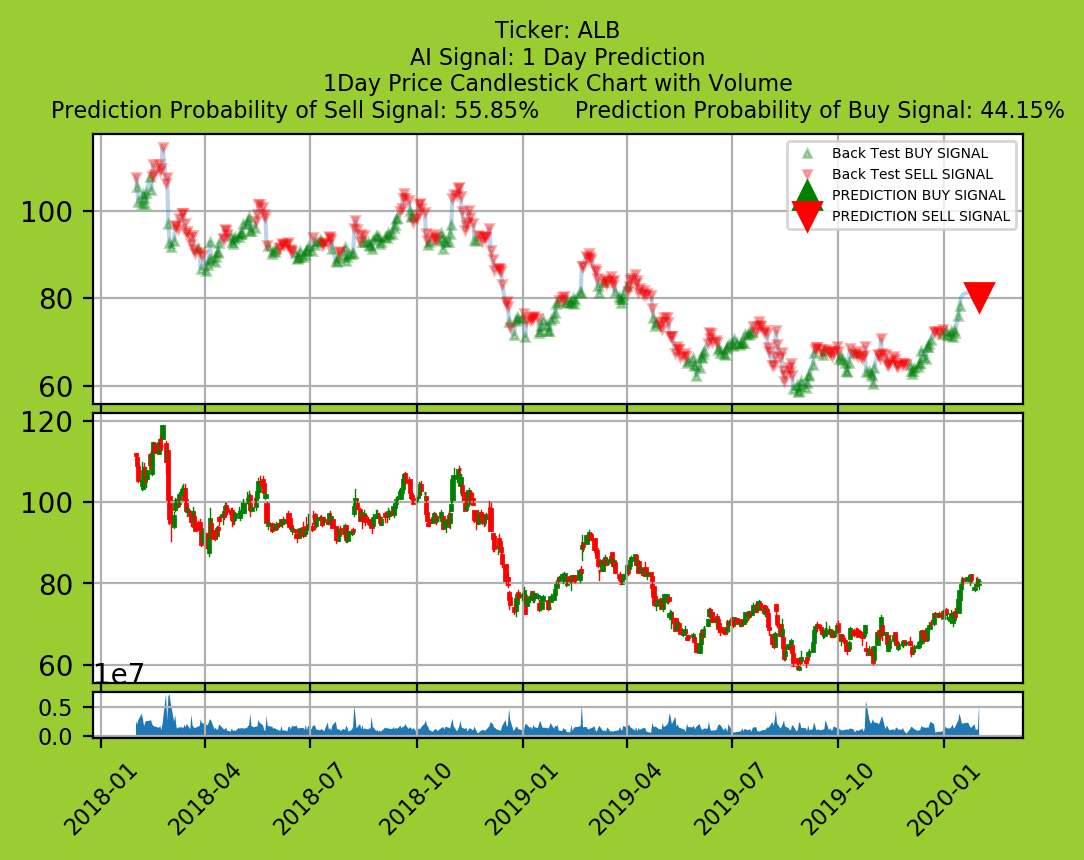 Ticker: ALB
AI Signal: 1 Day Prediction
1Day Price Candlestick Chart with Volume
Prediction Probability of Sell Signal: 55.85% Prediction Probability of Buy Signal: 44.15%
Back Test BUY SIGNAL
Back Test SELL SIGNAL
PREDICTION BUY SIGNAL
PREDICTION SELL SIGNAL
100
80
60
120
100
80
60
1e7
0.5
0.0
2018-01
2018-04
2018-07
2018-10
2019-01
2019-04
2019-07
2019-10
2020-01